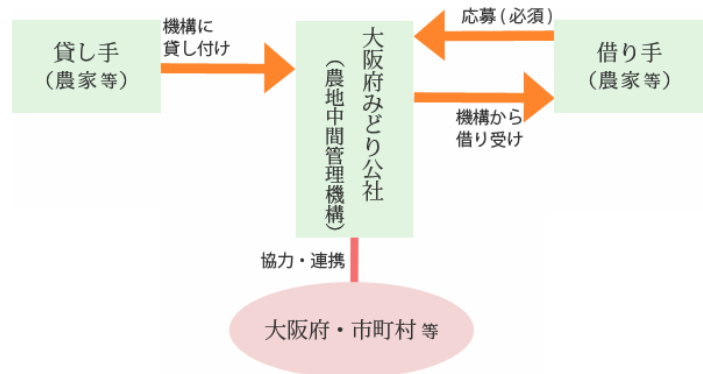 貸し手
（農家等）
機構に
貸し付け
大阪府みどり公社
（農地中間管理機構）
応募(必須)
機構から
借り受け
借り手
（農家等）
協力・連携
大阪府・市町村等